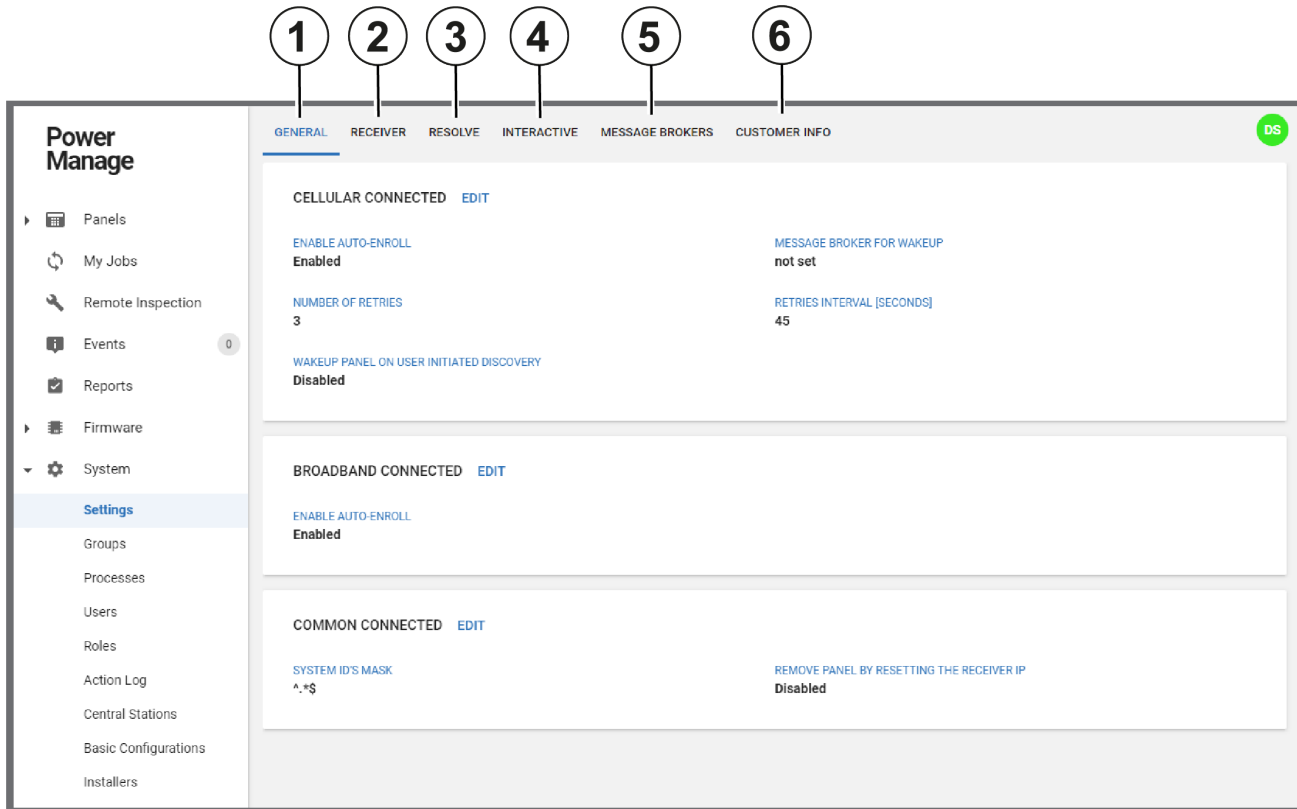 1 2 3 4 5 6
Power
Manage
GENERAL RECEIVER RESOLVE INTERACTIVE MESSAGE BROKERS CUSTOMER INFO
DS
Panels
My Jobs
Remote Inspection
Events 0
Reports
Firmware
System
Settings
Groups
Processes
Users
Roles
Action Log
Central Stations
Basic Configurations
Installers
CELLULAR CONNECTED EDIT
ENABLE AUTO-ENROLL
Enabled
MESSAGE BROKER FOR WAKEUP
not set
NUMBER OF RETRIES
3
RETRIES INTERVAL [SECONDS]
45
WAKEUP PANEL ON USER INITIATED DISCOVERY
Disabled
BROADBAND CONNECTED EDIT
ENABLE AUTO-ENROLL
Enabled
COMMON CONNECTED EDIT
SYSTEM ID'S MASK
^.*$
REMOVE PANEL BY RESETTING THE RECEIVER IP
Disabled